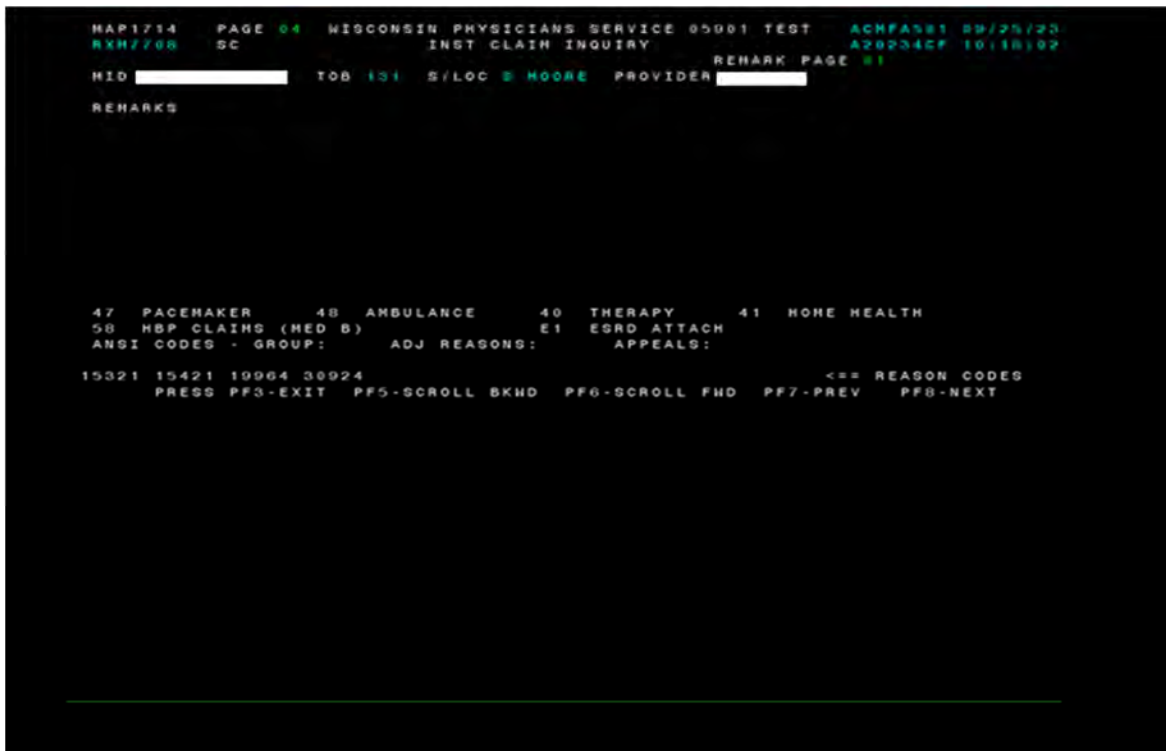 MAP1714 PAGE 04 WISCONSIN PHYSICIANS SERVICE 05901 TEST ACMFA581 09/25/23
RXM7708 SC INST CLAIM INQUIRY A20234CF 10:18:02
REMARK PAGE 01
MID TOB 131 S/LOC S MOORE PROVIDER
REMARKS
47 PACEMAKER 48 AMBULANCE 40 THERAPY 41 HOME HEALTH
58 HBP CLAIMS (MED B) E1 ESRD ATTACH
ANSI CODES - GROUP: ADJ REASONS: APPEALS:
15321 15421 19964 30924 <== REASON CODES
PRESS PF3-EXIT PF5-SCROLL BKWD PF6-SCROLL FWD PF7-PREV PF8-NEXT